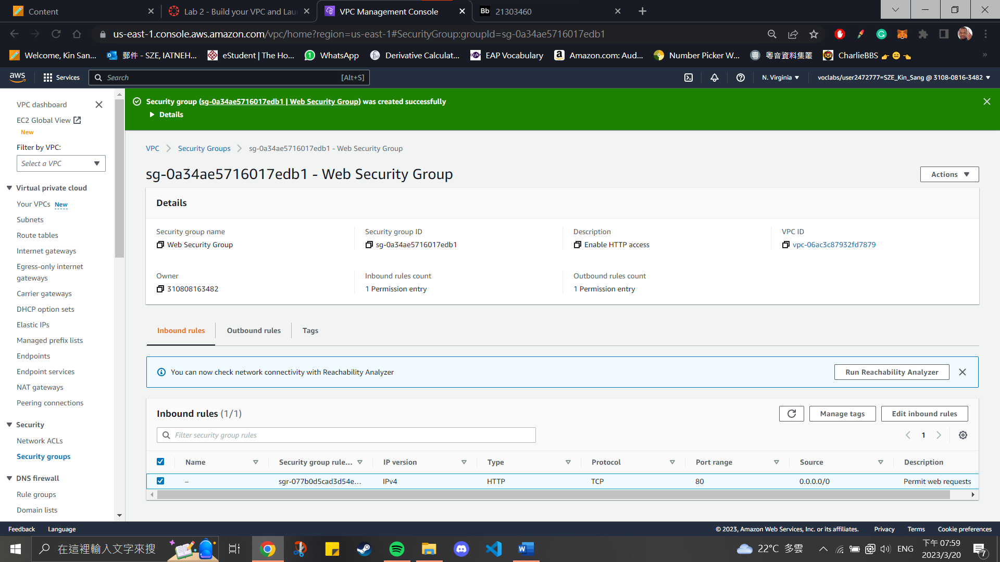 Content
Lab 2 - Build your VPC and Lau
VPC Management Console
Bb 21303460
us-east-1.console.aws.amazon.com/vpc/home?region=us-east-1#SecurityGroup:groupId=sg-0a34ae5716017edb1
Welcome, Kin San...
郵件 - SZE, IATNEH...
eStudent | The Ho...
WhatsApp
Derivative Calculat...
EAP Vocabulary
Amazon.com: Aud...
Number Picker W...
粵音資料集叢
CharlieBBS 👉😑👈
aws
Services
Search
[Alt+S]
N. Virginia
voclabs/user2472777=SZE_Kin_Sang @ 3108-0816-3482
VPC dashboard
EC2 Global View
New
Filter by VPC:
Select a VPC
Virtual private cloud
Your VPCs New
Subnets
Route tables
Internet gateways
Egress-only internet
gateways
Carrier gateways
DHCP option sets
Elastic IPs
Managed prefix lists
Endpoints
Endpoint services
NAT gateways
Peering connections
Security
Network ACLs
Security groups
DNS firewall
Rule groups
Domain lists
Security group (sg-0a34ae5716017edb1 | Web Security Group) was created successfully
Details
VPC
Security Groups
sg-0a34ae5716017edb1 - Web Security Group
sg-0a34ae5716017edb1 - Web Security Group
Actions
Details
Security group name
Web Security Group
Security group ID
sg-0a34ae5716017edb1
Description
Enable HTTP access
VPC ID
vpc-06ac3c87932fd7879
Owner
310808163482
Inbound rules count
1 Permission entry
Outbound rules count
1 Permission entry
Inbound rules
Outbound rules
Tags
You can now check network connectivity with Reachability Analyzer
Run Reachability Analyzer
Inbound rules (1/1)
Manage tags
Edit inbound rules
Filter security group rules
1
Name
Security group rule...
IP version
Type
Protocol
Port range
Source
Description
–
sgr-077b0d5cad3d54e...
IPv4
HTTP
TCP
80
0.0.0.0/0
Permit web requests
Feedback
Language
© 2023, Amazon Web Services, Inc. or its affiliates.
Privacy
Terms
Cookie preferences
在這裡輸入文字來搜
22°C 多雲
ENG
下午 07:59
2023/3/20
7